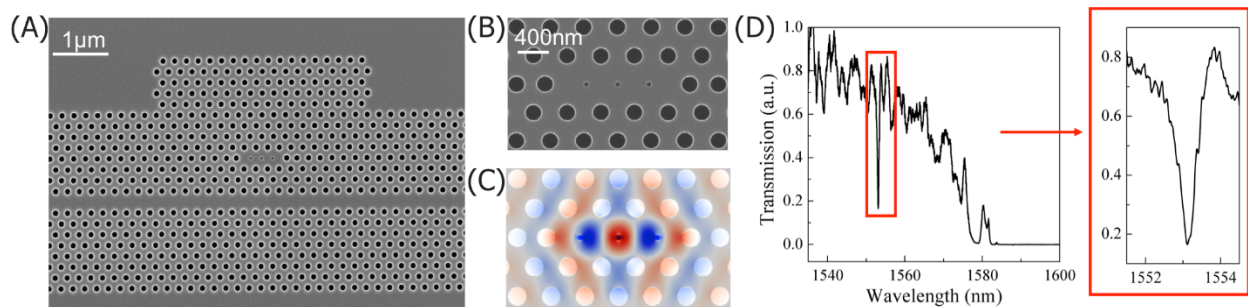 (A)
1µm
(B)
400nm
(C)
(D)
Transmission (a.u.)
1.0
0.8
0.6
0.4
0.2
0.0
1540 1560 1580 1600
Wavelength (nm)
0.8
0.6
0.4
0.2
1552 1554